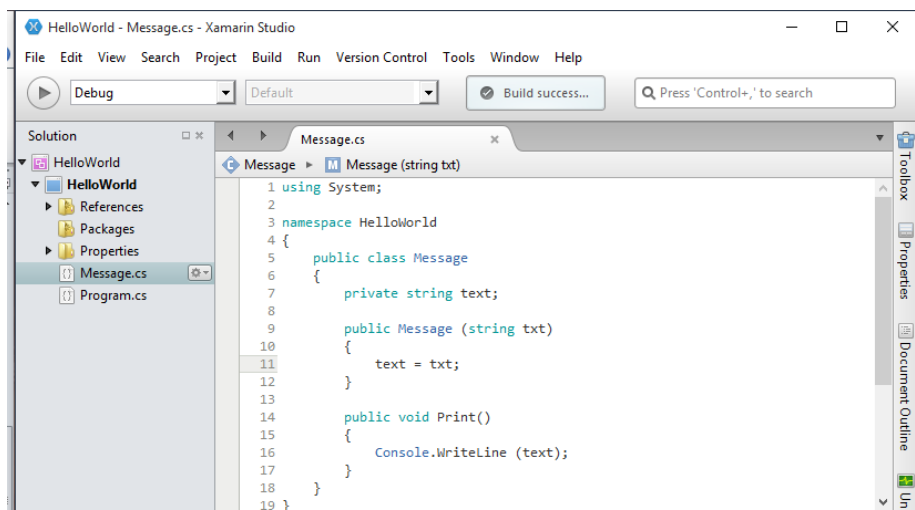 HelloWorld - Message.cs - Xamarin Studio
File Edit View Search Project Build Run Version Control Tools Window Help
Debug Default Build success... Press 'Control+,' to search
Solution
HelloWorld
HelloWorld
References
Packages
Properties
Message.cs
Program.cs
Message.cs
Message Message (string txt)
1 using System;
2
3 namespace HelloWorld
4 {
5     public class Message
6     {
7         private string text;
8
9         public Message (string txt)
10         {
11             text = txt;
12         }
13
14         public void Print()
15         {
16             Console.WriteLine (text);
17         }
18     }
19 }
Toolbox
Properties
Document Outline
Un